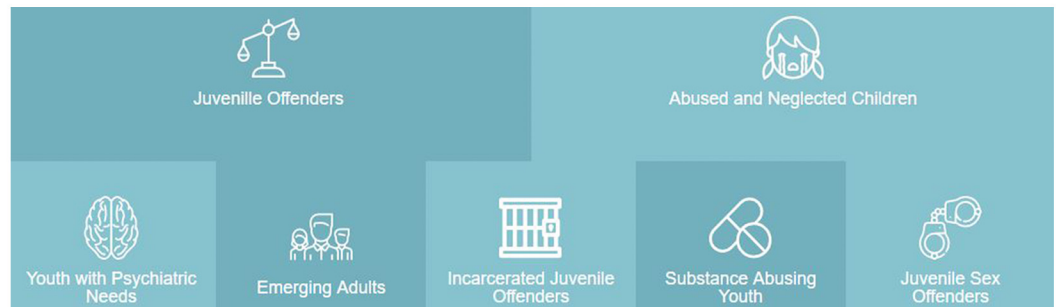 Juvenille Offenders
Abused and Neglected Children
Youth with Psychiatric
Needs
Emerging Adults
Incarcerated Juvenile
Offenders
Substance Abusing
Youth
Juvenile Sex
Offenders